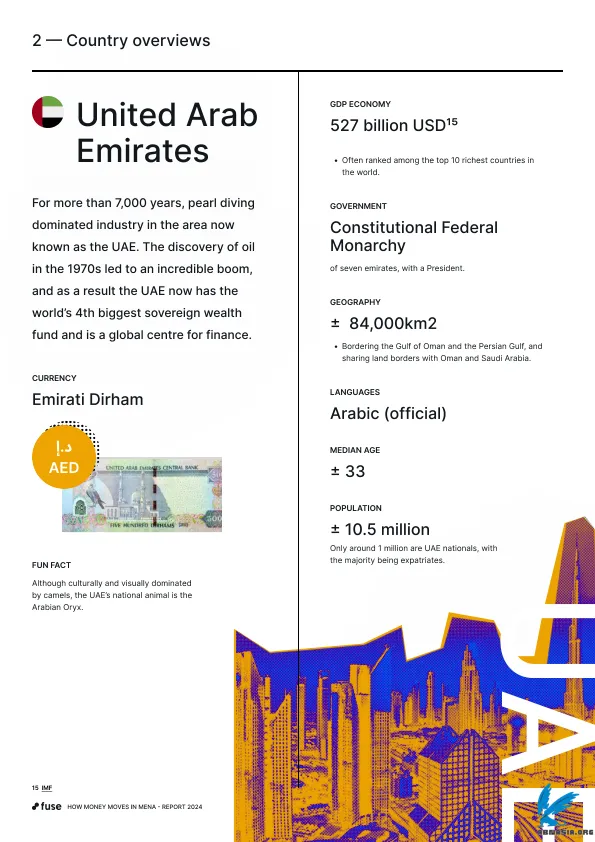 2 — Country overviews
United Arab
Emirates
For more than 7,000 years, pearl diving
dominated industry in the area now
known as the UAE. The discovery of oil
in the 1970s led to an incredible boom,
and as a result the UAE now has the
world's 4th biggest sovereign wealth
fund and is a global centre for finance.
CURRENCY
Emirati Dirham
د.إ
AED
UNITED ARAB EMIRATES CENTRAL BANK
500
FIVE HUNDRED DIRHAMS
500
FUN FACT
Although culturally and visually dominated
by camels, the UAE's national animal is the
Arabian Oryx.
GDP ECONOMY
527 billion USD¹⁵
• Often ranked among the top 10 richest countries in
the world.
GOVERNMENT
Constitutional Federal
Monarchy
of seven emirates, with a President.
GEOGRAPHY
± 84,000km2
• Bordering the Gulf of Oman and the Persian Gulf, and
sharing land borders with Oman and Saudi Arabia.
LANGUAGES
Arabic (official)
MEDIAN AGE
± 33
POPULATION
± 10.5 million
Only around 1 million are UAE nationals, with
the majority being expatriates.
UAE
15 IMF
fuse HOW MONEY MOVES IN MENA - REPORT 2024